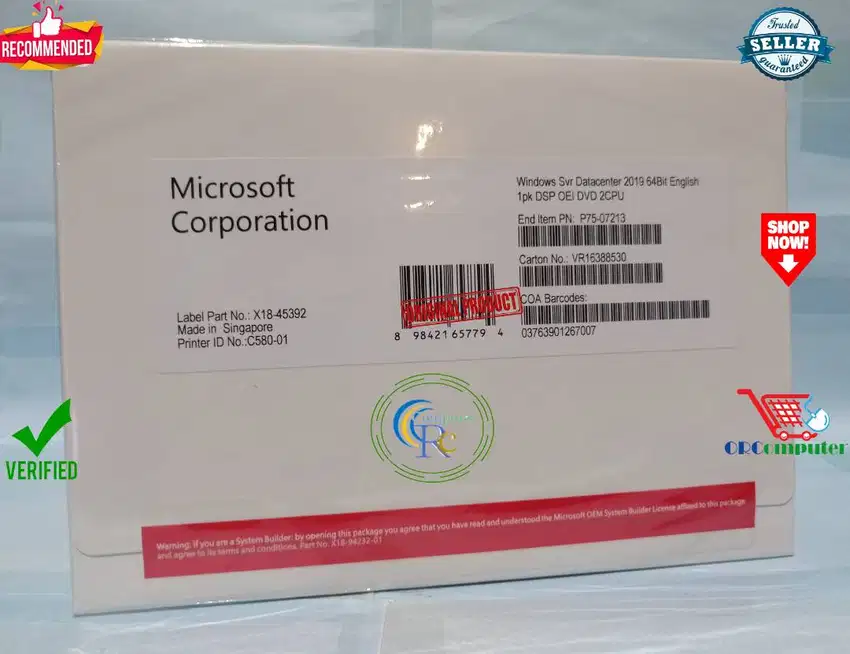 RECOMMENDED
Trusted
SELLER
guaranteed
Microsoft
Corporation
Windows Svr Datacenter 2019 64Bit English
1pk DSP OEI DVD 2CPU
End Item PN: P75-07213
Carton No.: VR16388530
COA Barcodes:
03763901267007
SHOP
NOW!
Label Part No.: X18-45392
Made in Singapore
Printer ID No.:C580-01
ORIGINAL PRODUCT
8 98421 65779 4
VERIFIED
Computer
Rc
ORComputer
Warning: if you are a System Builder: by opening this package you agree that you have read and understood the Microsoft OEM System Builder Licence affixed to this package
and agree to its terms and conditions. Part No. X18-94232-01